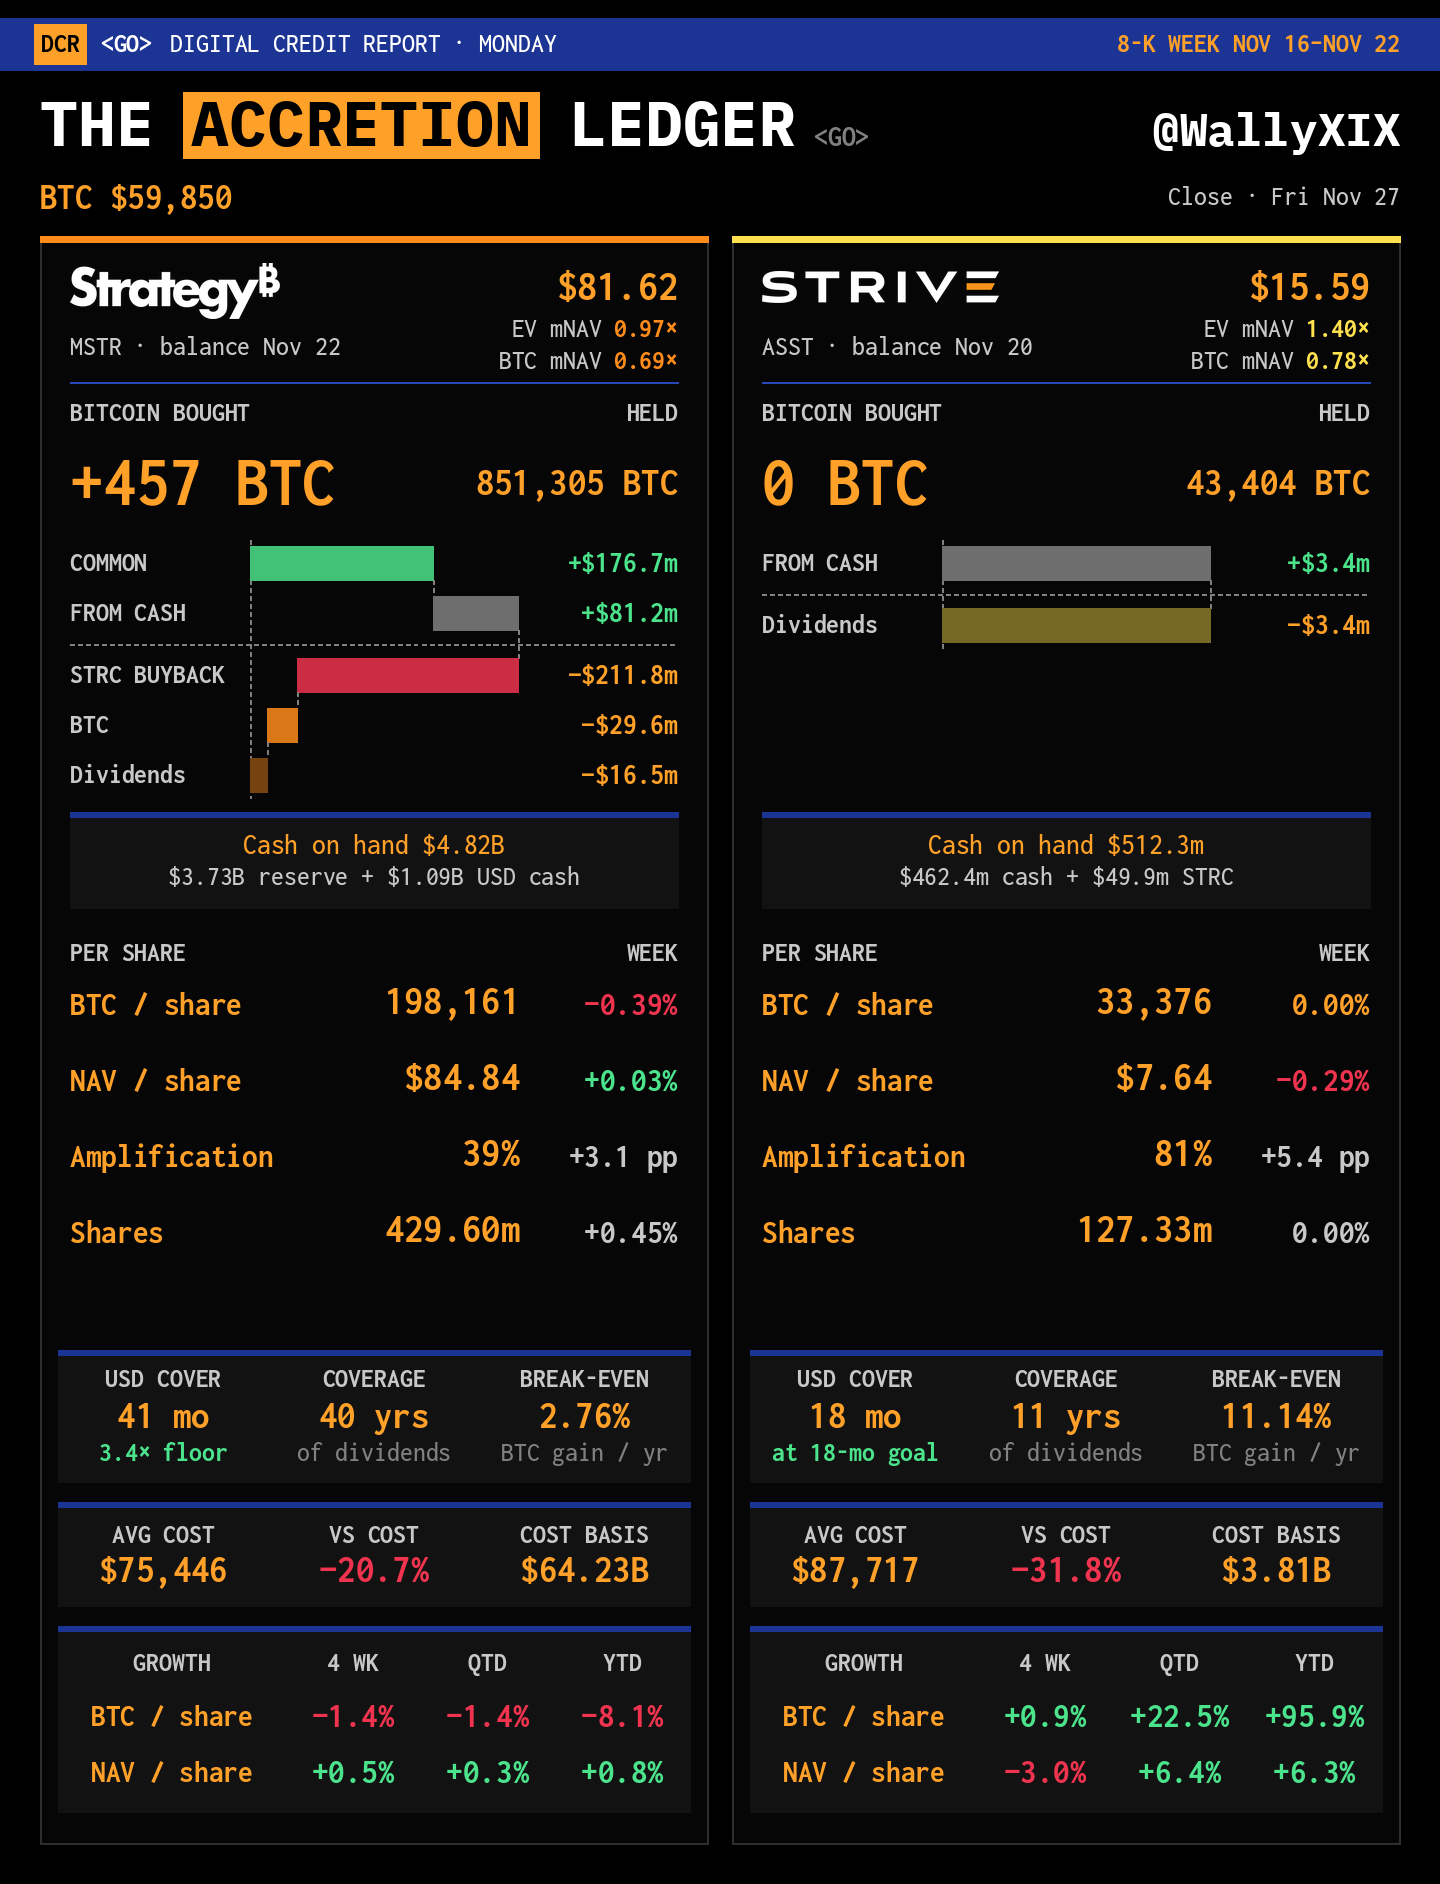 DCR <GO> DIGITAL CREDIT REPORT · MONDAY
8-K WEEK NOV 16–NOV 22
THE ACCRETION LEDGER <GO>
@WallyXIX
BTC $59,850
Close · Fri Nov 27
Strategy₿
$81.62
EV mNAV 0.97×
MSTR · balance Nov 22
BTC mNAV 0.69×
BITCOIN BOUGHT HELD
+457 BTC 851,305 BTC
COMMON +$176.7m
FROM CASH +$81.2m
STRC BUYBACK −$211.8m
BTC −$29.6m
Dividends −$16.5m
Cash on hand $4.82B
$3.73B reserve + $1.09B USD cash
PER SHARE WEEK
BTC / share 198,161 −0.39%
NAV / share $84.84 +0.03%
Amplification 39% +3.1 pp
Shares 429.60m +0.45%
USD COVER COVERAGE BREAK-EVEN
41 mo 40 yrs 2.76%
3.4× floor of dividends BTC gain / yr
AVG COST VS COST COST BASIS
$75,446 −20.7% $64.23B
GROWTH 4 WK QTD YTD
BTC / share −1.4% −1.4% −8.1%
NAV / share +0.5% +0.3% +0.8%
STRIVE
$15.59
EV mNAV 1.40×
ASST · balance Nov 20
BTC mNAV 0.78×
BITCOIN BOUGHT HELD
0 BTC 43,404 BTC
FROM CASH +$3.4m
Dividends −$3.4m
Cash on hand $512.3m
$462.4m cash + $49.9m STRC
PER SHARE WEEK
BTC / share 33,376 0.00%
NAV / share $7.64 −0.29%
Amplification 81% +5.4 pp
Shares 127.33m 0.00%
USD COVER COVERAGE BREAK-EVEN
18 mo 11 yrs 11.14%
at 18-mo goal of dividends BTC gain / yr
AVG COST VS COST COST BASIS
$87,717 −31.8% $3.81B
GROWTH 4 WK QTD YTD
BTC / share +0.9% +22.5% +95.9%
NAV / share −3.0% +6.4% +6.3%